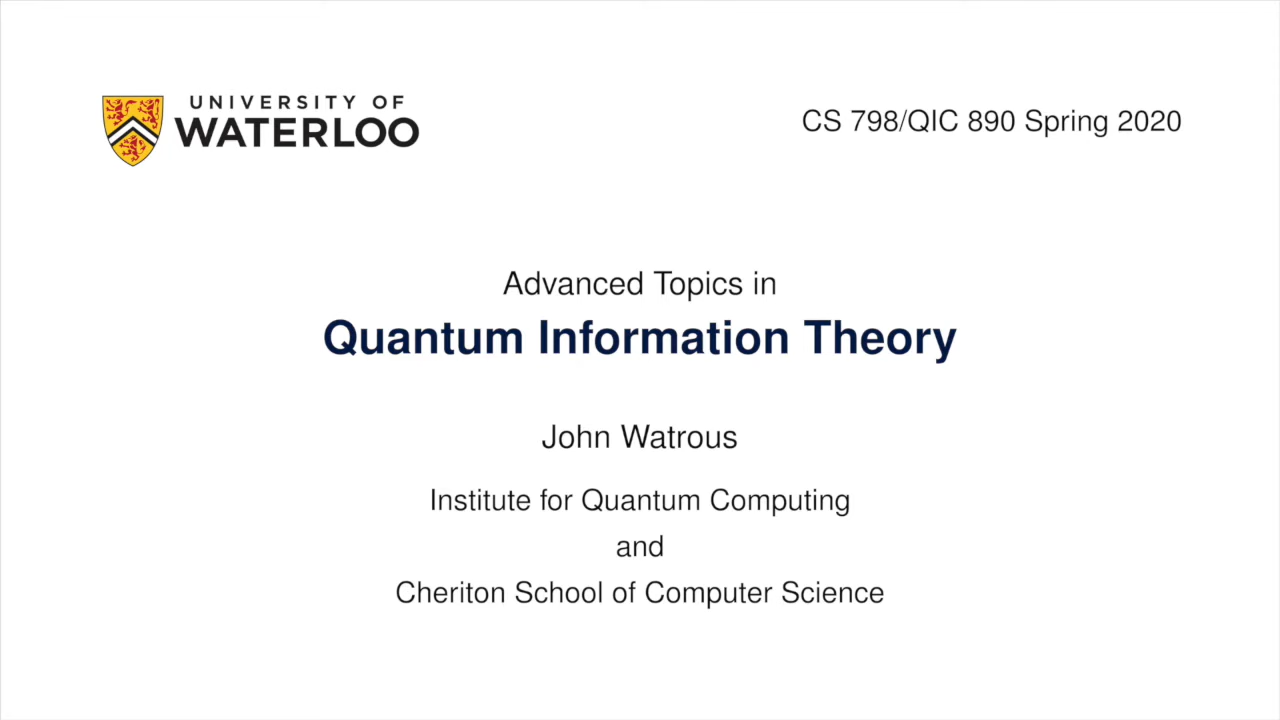 UNIVERSITY OF
WATERLOO
CS 798/QIC 890 Spring 2020
Advanced Topics in
Quantum Information Theory
John Watrous
Institute for Quantum Computing
and
Cheriton School of Computer Science